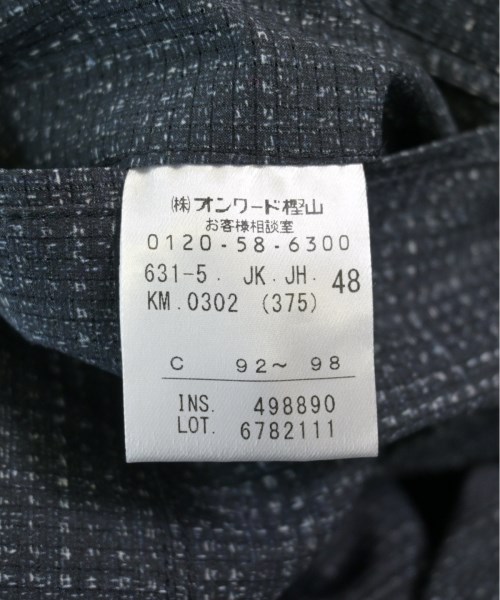 ㈱オンワード樫山
お客様相談室
0120-58-6300
631-5. JK.JH. 48
KM.0302 (375)
C 92~ 98
INS. 498890
LOT. 6782111